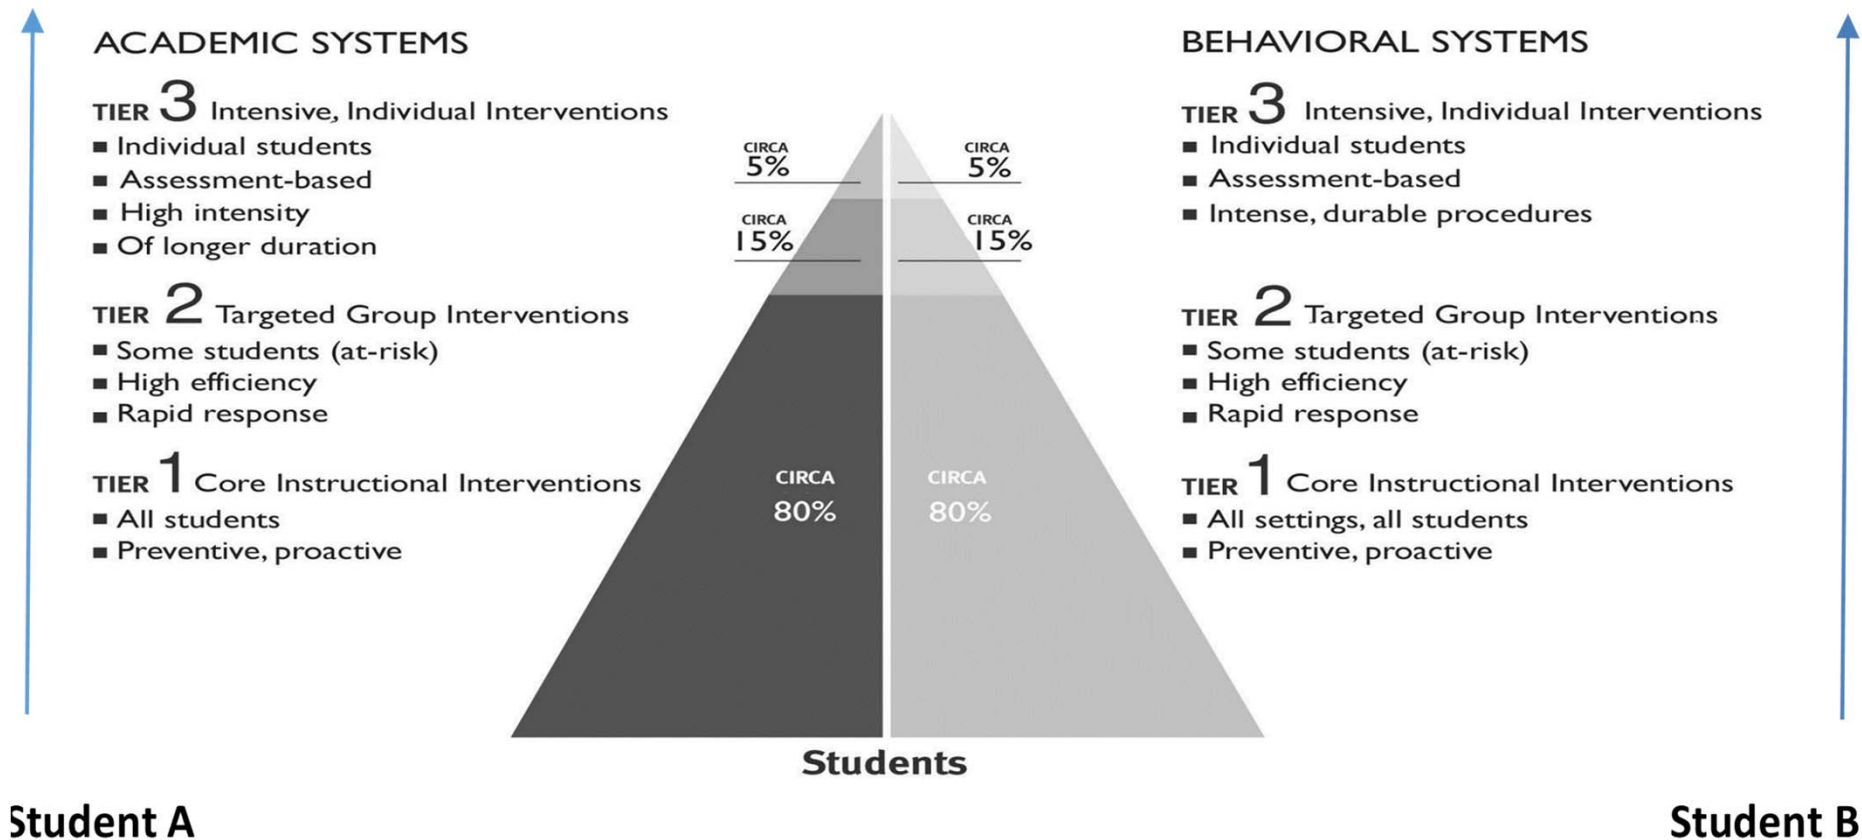 ACADEMIC SYSTEMS
TIER 3 Intensive, Individual Interventions
▪ Individual students
▪ Assessment-based
▪ High intensity
▪ Of longer duration
TIER 2 Targeted Group Interventions
▪ Some students (at-risk)
▪ High efficiency
▪ Rapid response
TIER 1 Core Instructional Interventions
▪ All students
▪ Preventive, proactive
CIRCA
5%
CIRCA
15%
CIRCA
80%
CIRCA
5%
CIRCA
15%
CIRCA
80%
Students
BEHAVIORAL SYSTEMS
TIER 3 Intensive, Individual Interventions
▪ Individual students
▪ Assessment-based
▪ Intense, durable procedures
TIER 2 Targeted Group Interventions
▪ Some students (at-risk)
▪ High efficiency
▪ Rapid response
TIER 1 Core Instructional Interventions
▪ All settings, all students
▪ Preventive, proactive
Student A
Student B